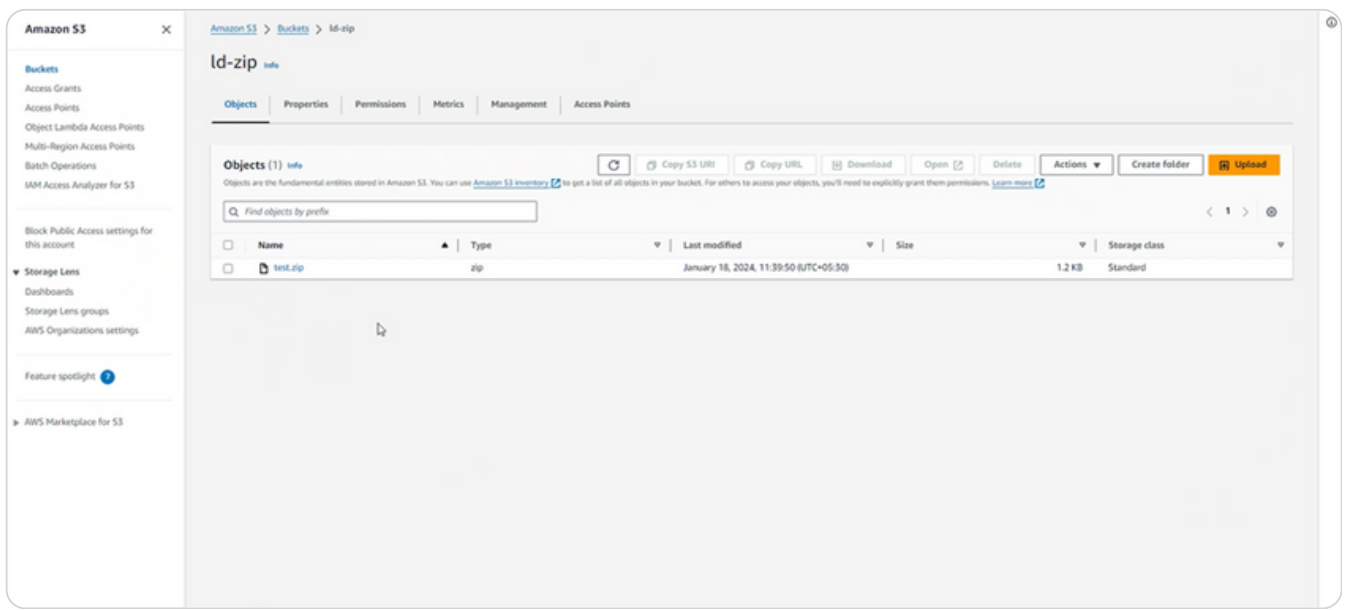 Amazon S3
Buckets
Access Grants
Access Points
Object Lambda Access Points
Multi-Region Access Points
Batch Operations
IAM Access Analyzer for S3
Block Public Access settings for
this account
Storage Lens
Dashboards
Storage Lens groups
AWS Organizations settings
Feature spotlight 7
AWS Marketplace for S3
Amazon S3 > Buckets > ld-zip
ld-zip Info
Objects Properties Permissions Metrics Management Access Points
Objects (1) Info
Copy S3 URI Copy URL Download Open Delete Actions Create folder Upload
Objects are the fundamental entities stored in Amazon S3. You can use Amazon S3 inventory to get a list of all objects in your bucket. For others to access your objects, you'll need to explicitly grant them permissions. Learn more
Find objects by prefix
1
Name Type Last modified Size Storage class
test.zip zip January 18, 2024, 11:39:50 (UTC+05:30) 1.2 KB Standard